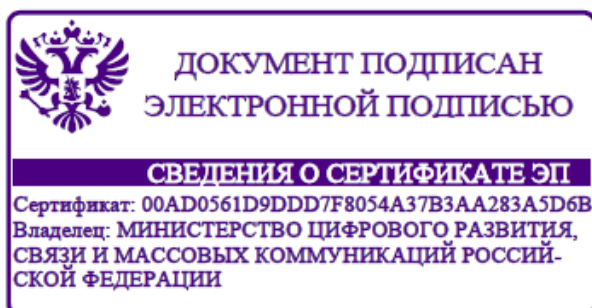 ДОКУМЕНТ ПОДПИСАН
ЭЛЕКТРОННОЙ ПОДПИСЬЮ
СВЕДЕНИЯ О СЕРТИФИКАТЕ ЭП
Сертификат: 00AD0561D9DDD7F8054A37B3AA283A5D6B
Владелец: МИНИСТЕРСТВО ЦИФРОВОГО РАЗВИТИЯ,
СВЯЗИ И МАССОВЫХ КОММУНИКАЦИЙ РОССИЙ-
СКОЙ ФЕДЕРАЦИИ